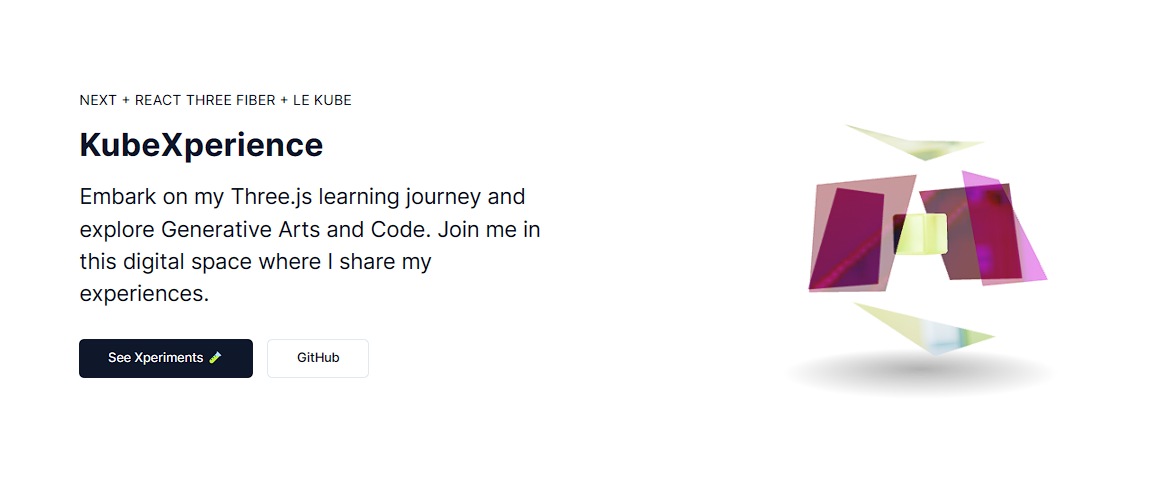 NEXT + REACT THREE FIBER + LE KUBE
KubeXperience
Embark on my Three.js learning journey and
explore Generative Arts and Code. Join me in
this digital space where I share my
experiences.
See Xperiments 🧪
GitHub